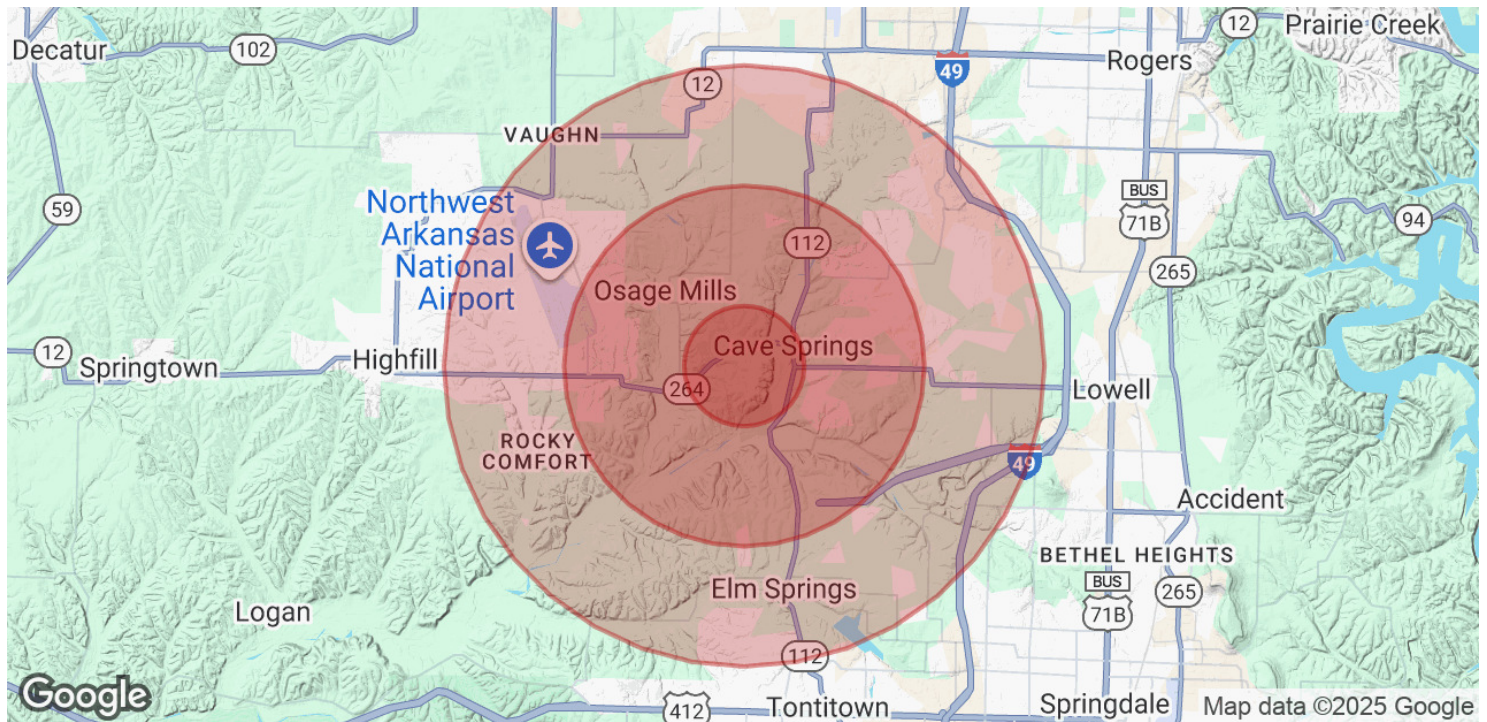 Decatur
102
12
Prairie Creek
49
Rogers
12
VAUGHN
BUS
71B
59
Northwest
Arkansas
National
Airport
112
94
265
Osage Mills
Cave Springs
12
Springtown
Highfill
264
Lowell
ROCKY
COMFORT
49
Accident
BETHEL HEIGHTS
BUS
71B
265
Elm Springs
Logan
112
Google
412
Tontitown
Springdale
Map data ©2025 Google